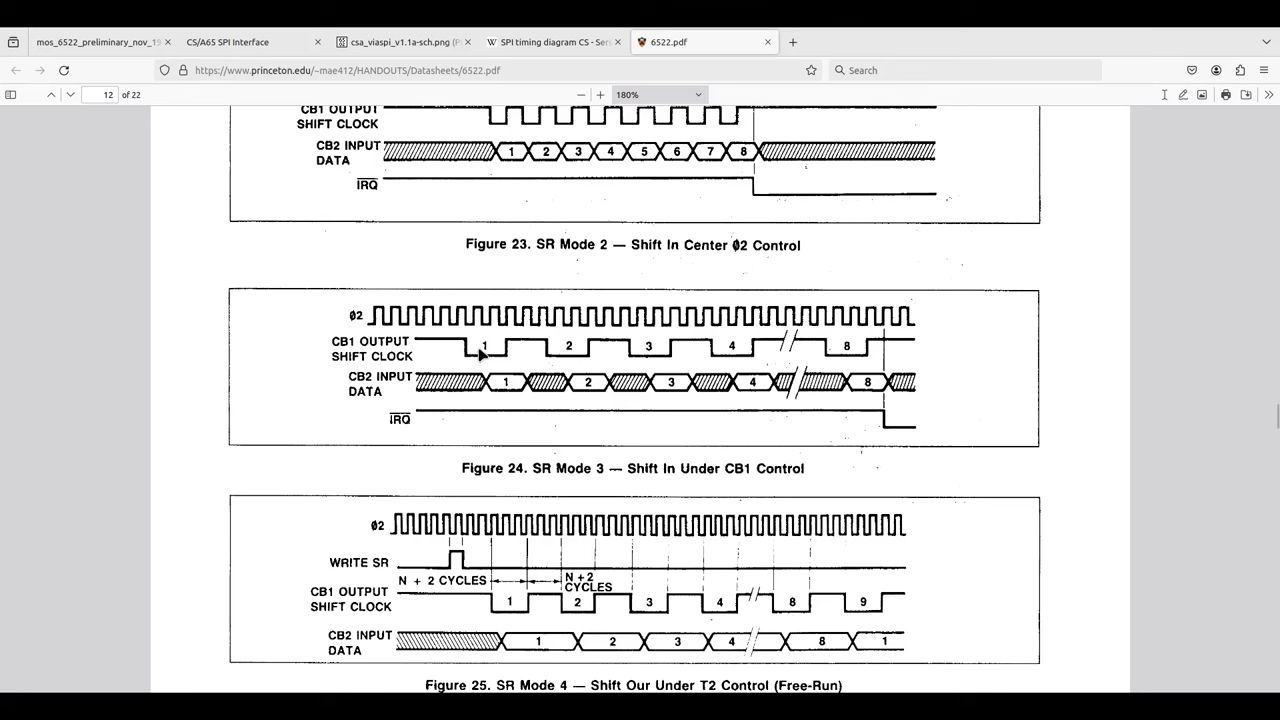 mos_6522_preliminary_nov_19
CS/A65 SPI Interface
csa_viaspi_v1.1a-sch.png (P
SPI timing diagram CS - Ser
6522.pdf
https://www.princeton.edu/~mae412/HANDOUTS/Datasheets/6522.pdf
Search
12 of 22
180%
CB1 OUTPUT
SHIFT CLOCK
CB2 INPUT
DATA
1 2 3 4 5 6 7 8
IRQ
Figure 23. SR Mode 2 — Shift In Center Ø2 Control
Ø2
CB1 OUTPUT
SHIFT CLOCK
1 2 3 4 8
CB2 INPUT
DATA
1 2 3 4 8
IRQ
Figure 24. SR Mode 3 — Shift In Under CB1 Control
Ø2
WRITE SR
N + 2 CYCLES
N + 2
CYCLES
CB1 OUTPUT
SHIFT CLOCK
1 2 3 4 8 9
CB2 INPUT
DATA
1 2 3 4 8 1
Figure 25. SR Mode 4 — Shift Our Under T2 Control (Free-Run)